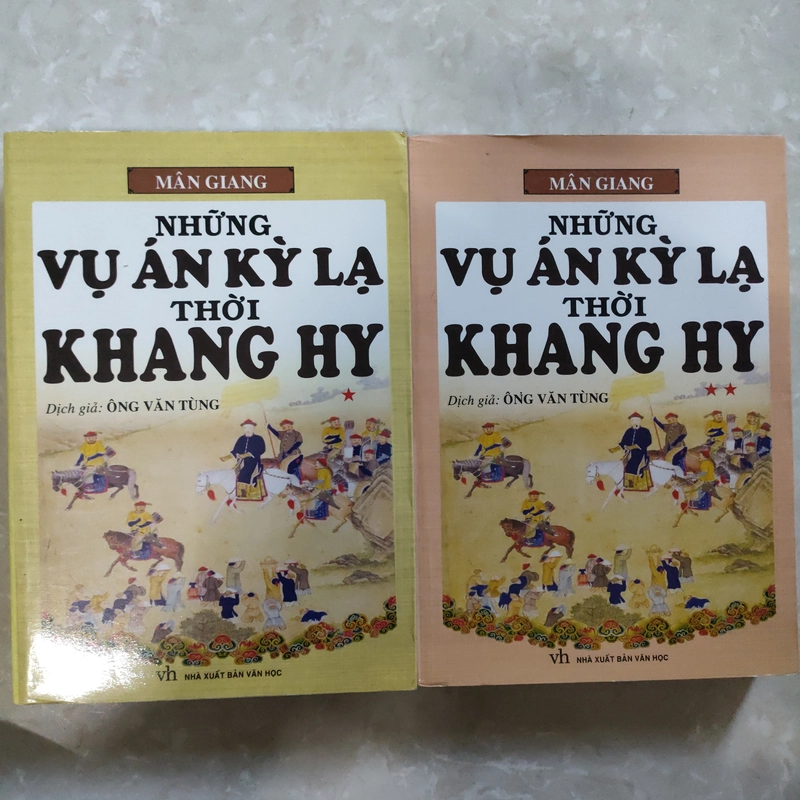 MÂN GIANG
NHỮNG
VỤ ÁN KỲ LẠ
THỜI
KHANG HY
Dịch giả: ÔNG VĂN TÙNG
vh NHÀ XUẤT BẢN VĂN HỌC
MÂN GIANG
NHỮNG
VỤ ÁN KỲ LẠ
THỜI
KHANG HY
Dịch giả: ÔNG VĂN TÙNG
vh NHÀ XUẤT BẢN VĂN HỌC